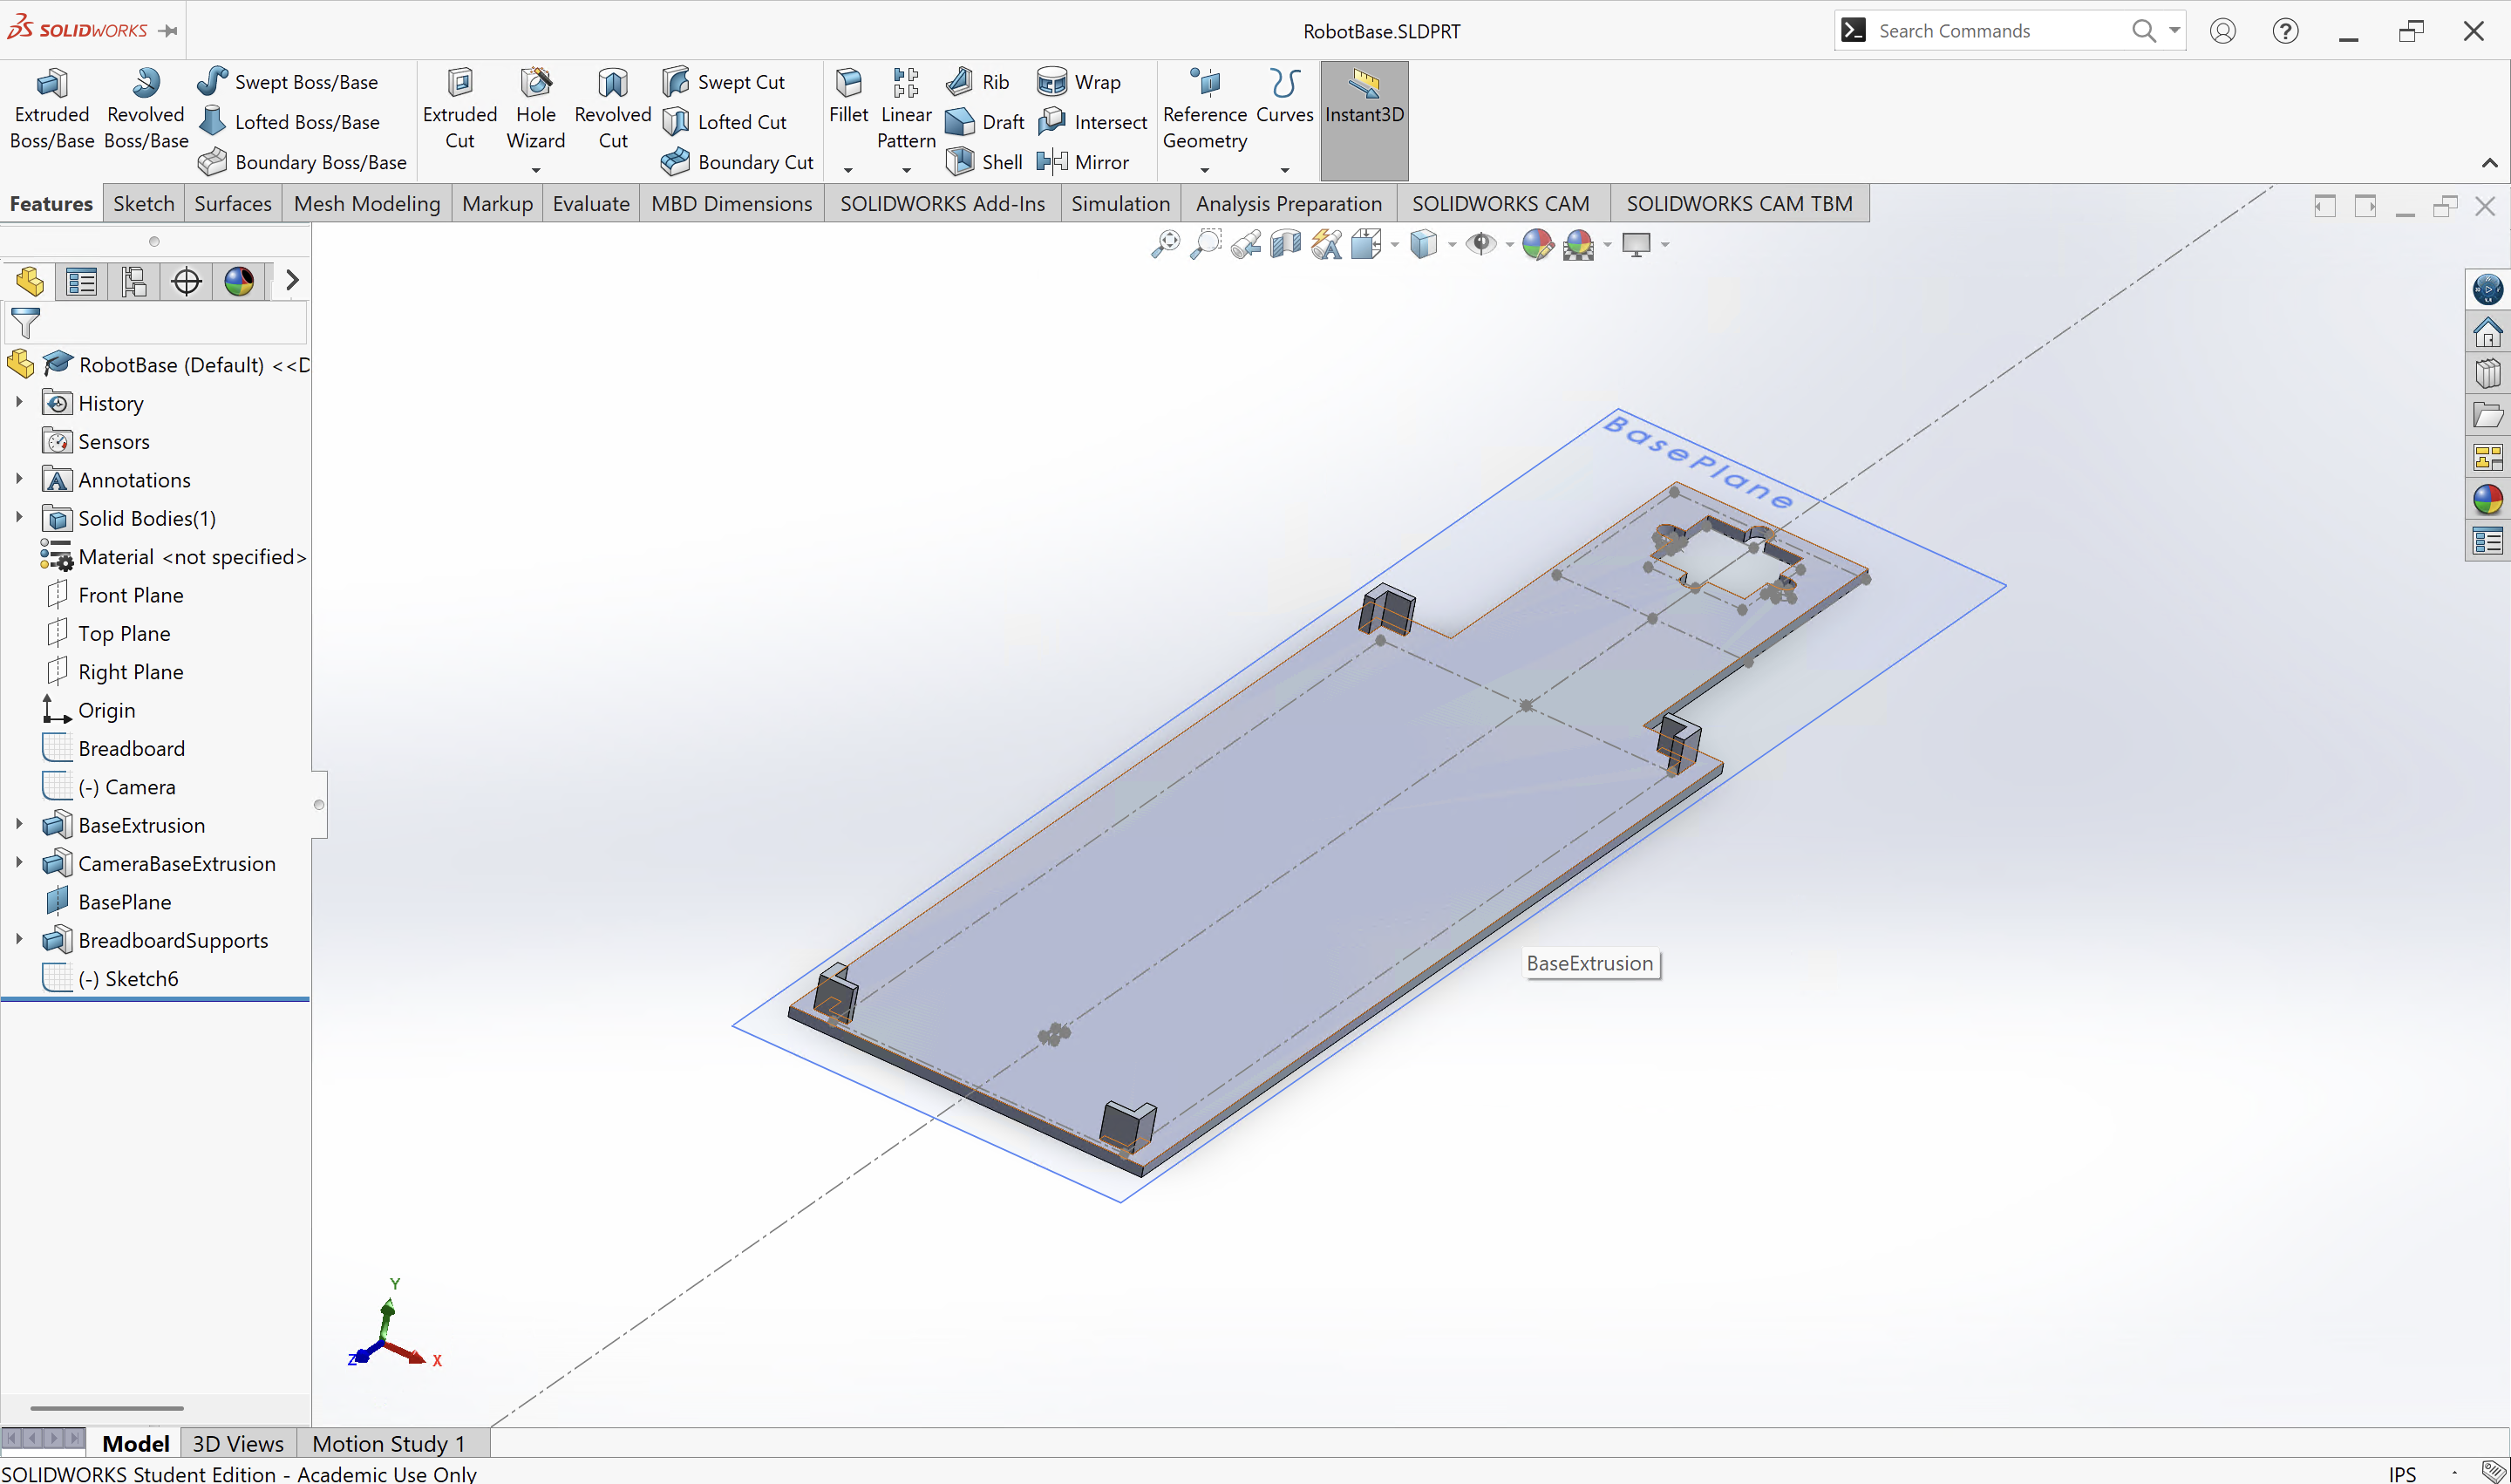 SOLIDWORKS
RobotBase.SLDPRT
Search Commands
Extruded Boss/Base
Revolved Boss/Base
Swept Boss/Base
Lofted Boss/Base
Boundary Boss/Base
Extruded Cut
Hole Wizard
Revolved Cut
Swept Cut
Lofted Cut
Boundary Cut
Fillet
Linear Pattern
Rib
Draft
Shell
Wrap
Intersect
Mirror
Reference Geometry
Curves
Instant3D
Features
Sketch
Surfaces
Mesh Modeling
Markup
Evaluate
MBD Dimensions
SOLIDWORKS Add-Ins
Simulation
Analysis Preparation
SOLIDWORKS CAM
SOLIDWORKS CAM TBM
RobotBase (Default) <<D
History
Sensors
Annotations
Solid Bodies(1)
Material <not specified>
Front Plane
Top Plane
Right Plane
Origin
Breadboard
(-) Camera
BaseExtrusion
CameraBaseExtrusion
BasePlane
BreadboardSupports
(-) Sketch6
BasePlane
BaseExtrusion
Y
Z
X
Model
3D Views
Motion Study 1
SOLIDWORKS Student Edition - Academic Use Only
IPS